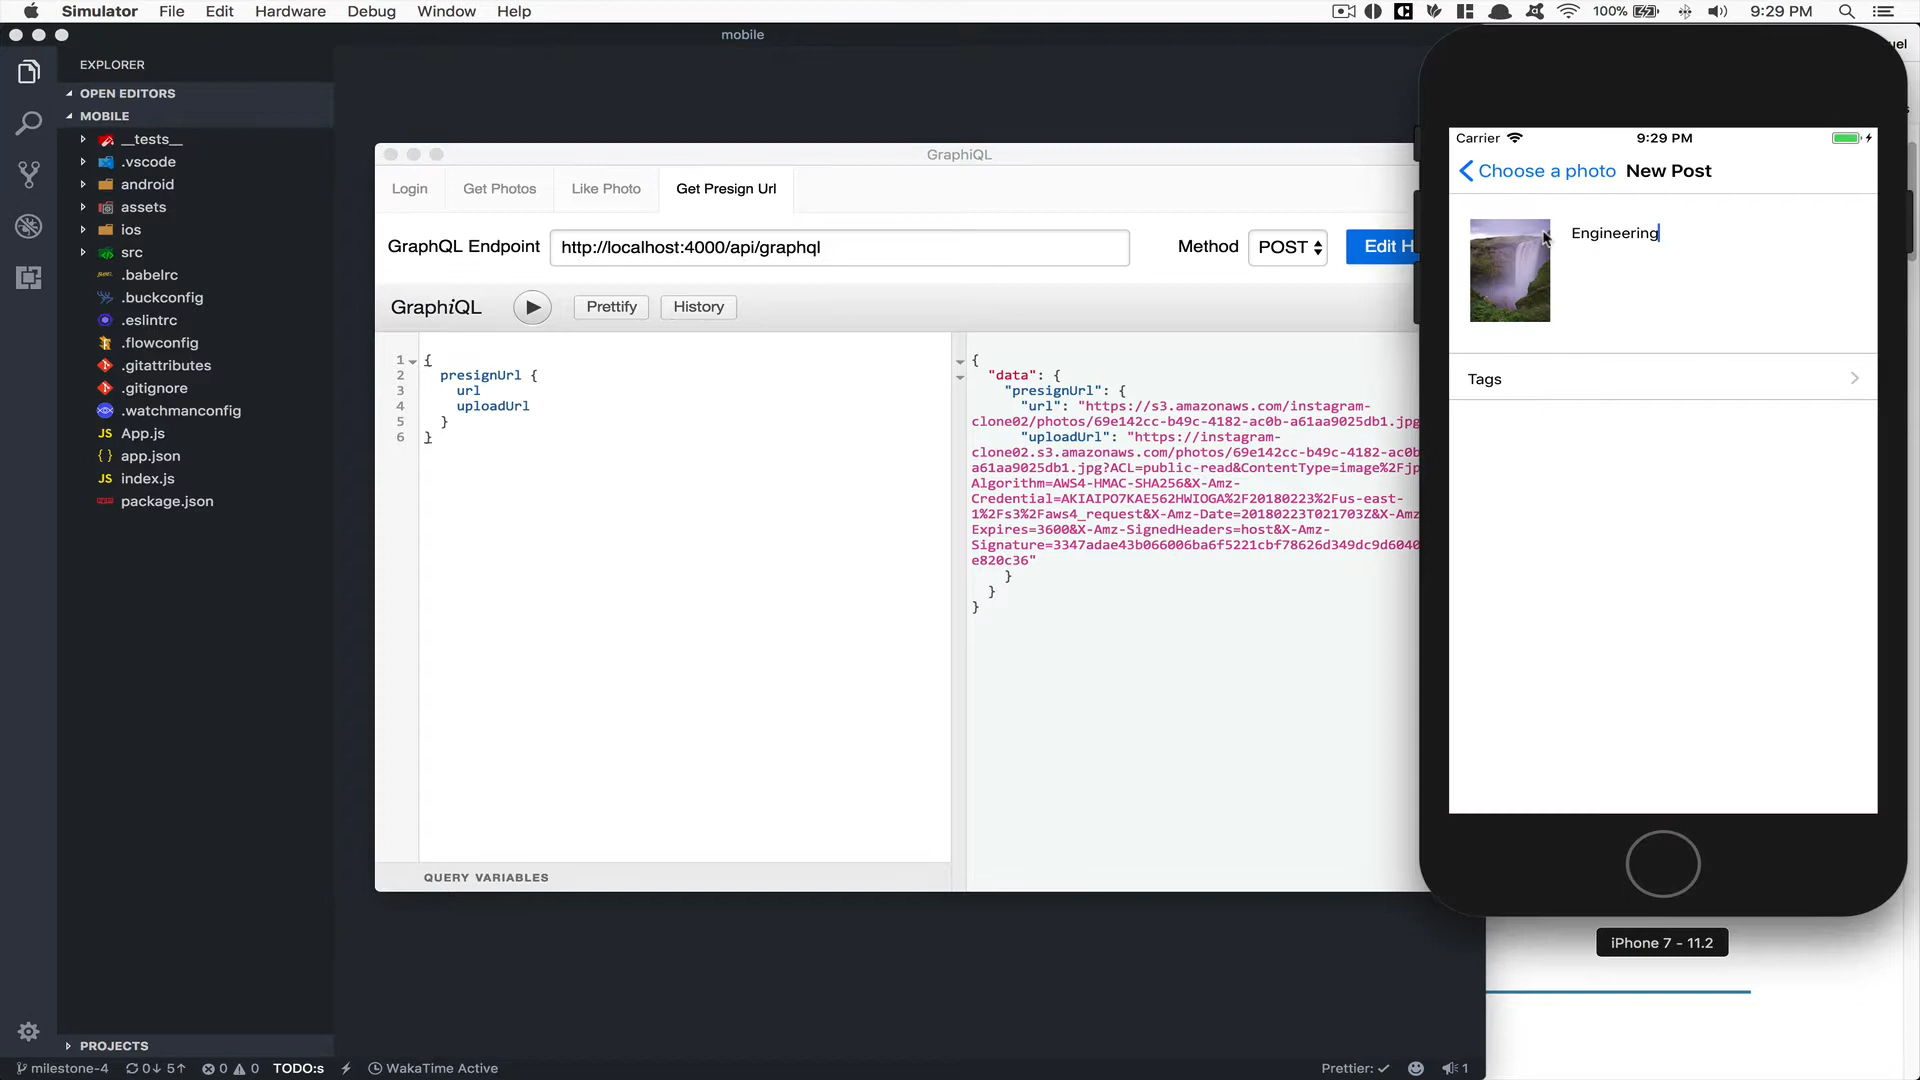 Simulator File Edit Hardware Debug Window Help
100% 9:29 PM
mobile
EXPLORER
OPEN EDITORS
MOBILE
__tests__
.vscode
android
assets
ios
src
.babelrc
.buckconfig
.eslintrc
.flowconfig
.gitattributes
.gitignore
.watchmanconfig
JS App.js
{ } app.json
JS index.js
package.json
PROJECTS
milestone-4 0↓ 5↑ 0 0 TODO:s WakaTime Active
Prettier: ✓ 1
GraphiQL
Login Get Photos Like Photo Get Presign Url
GraphQL Endpoint http://localhost:4000/api/graphql Method POST Edit H
GraphiQL Prettify History
1 {
2 presignUrl {
3 url
4 uploadUrl
5 }
6 }
QUERY VARIABLES
{
"data": {
"presignUrl": {
"url": "https://s3.amazonaws.com/instagram-
clone02/photos/69e142cc-b49c-4182-ac0b-a61aa9025db1.jpg
"uploadUrl": "https://instagram-
clone02.s3.amazonaws.com/photos/69e142cc-b49c-4182-ac0b
a61aa9025db1.jpg?ACL=public-read&ContentType=image%2Fjp
Algorithm=AWS4-HMAC-SHA256&X-Amz-
Credential=AKIAIPO7KAE562HWIOGA%2F20180223%2Fus-east-
1%2Fs3%2Faws4_request&X-Amz-Date=20180223T021703Z&X-Amz
Expires=3600&X-Amz-SignedHeaders=host&X-Amz-
Signature=3347adae43b066006ba6f5221cbf78626d349dc9d6040
e820c36"
}
}
}
Carrier 9:29 PM
Choose a photo New Post
Engineering
Tags
iPhone 7 - 11.2
uel